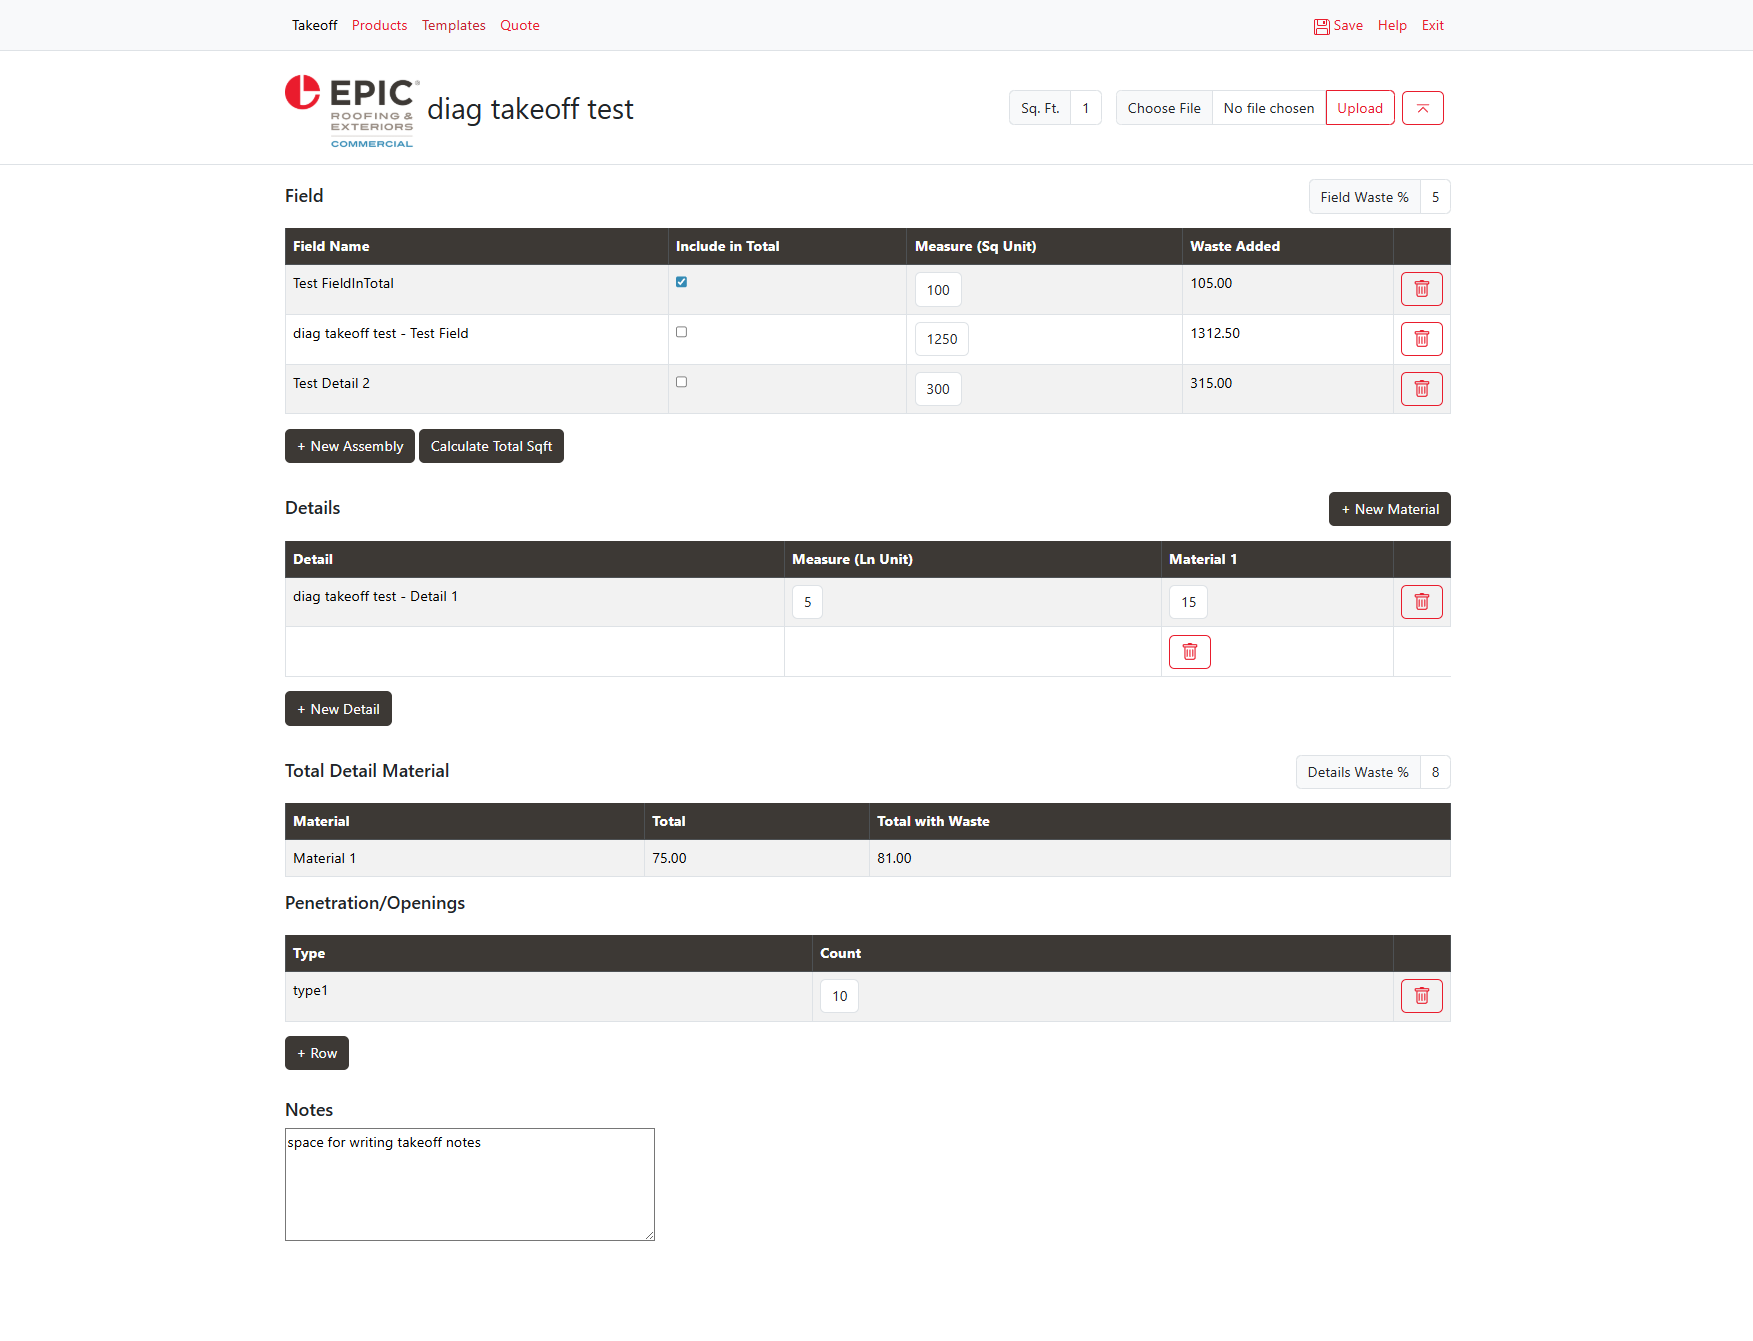 Takeoff Products Templates Quote Save Help Exit
EPIC®
ROOFING &
EXTERIORS
COMMERCIAL
diag takeoff test
Sq. Ft. 1 Choose File No file chosen Upload
Field
Field Waste % 5
Field Name Include in Total Measure (Sq Unit) Waste Added
Test FieldInTotal 100 105.00
diag takeoff test - Test Field 1250 1312.50
Test Detail 2 300 315.00
+ New Assembly Calculate Total Sqft
Details
+ New Material
Detail Measure (Ln Unit) Material 1
diag takeoff test - Detail 1 5 15
+ New Detail
Total Detail Material
Details Waste % 8
Material Total Total with Waste
Material 1 75.00 81.00
Penetration/Openings
Type Count
type1 10
+ Row
Notes
space for writing takeoff notes